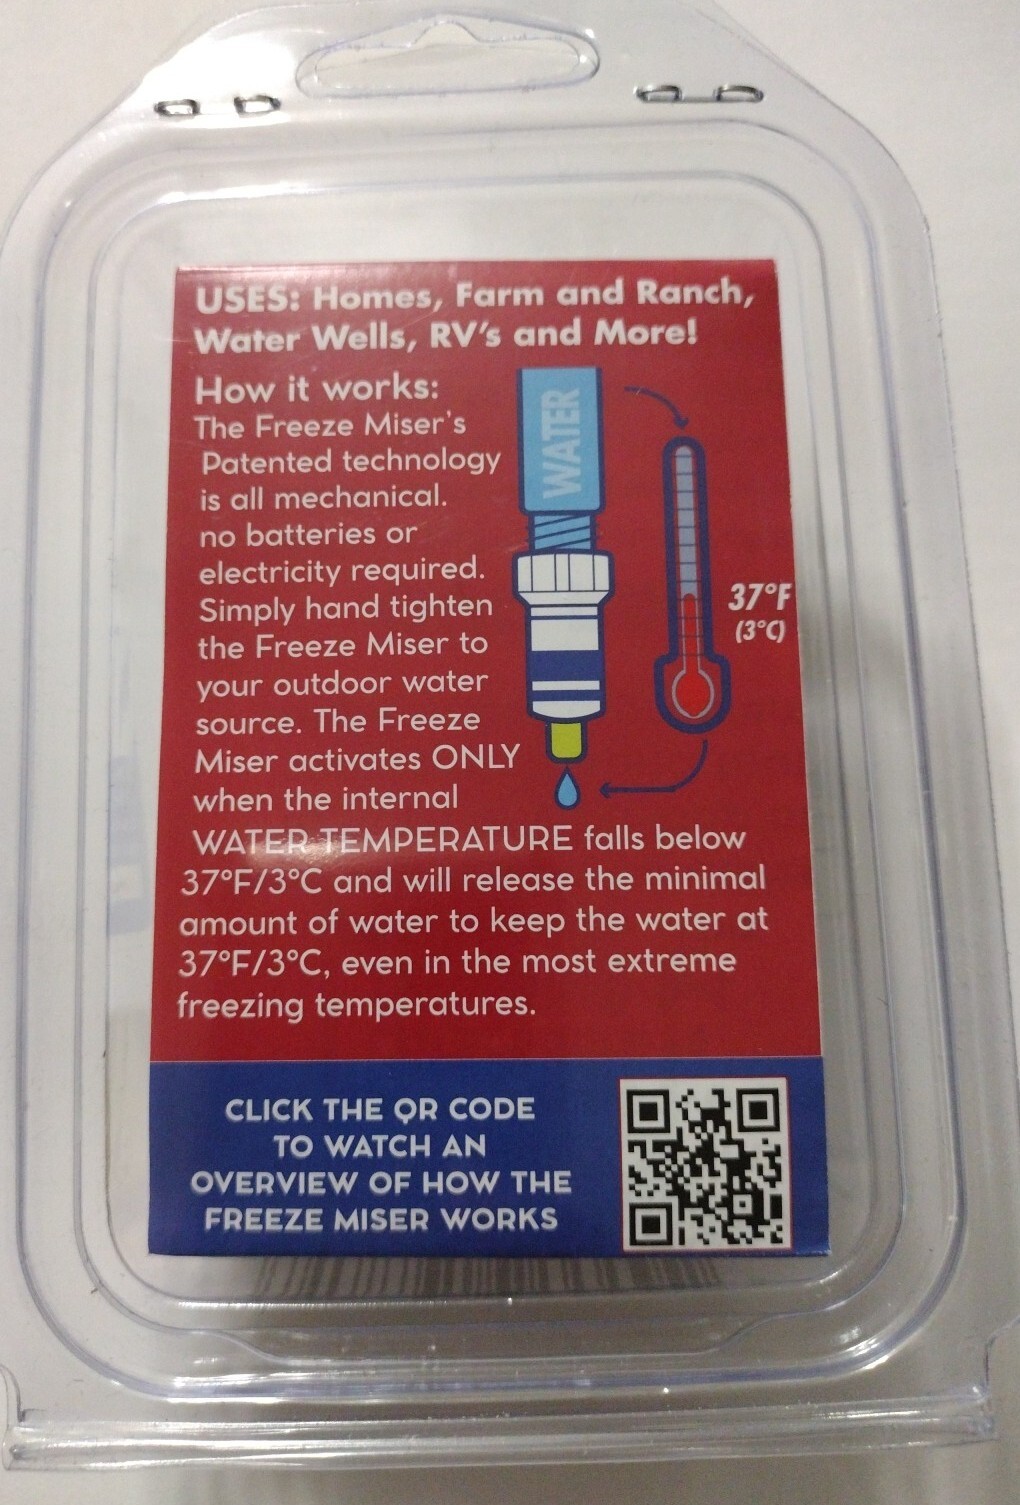 USES: Homes, Farm and Ranch,
Water Wells, RV's and More!
How it works:
The Freeze Miser's
Patented technology
is all mechanical.
no batteries or
electricity required.
Simply hand tighten
the Freeze Miser to
your outdoor water
source. The Freeze
Miser activates ONLY
when the internal
WATER TEMPERATURE falls below
37°F/3°C and will release the minimal
amount of water to keep the water at
37°F/3°C, even in the most extreme
freezing temperatures.
WATER
37°F
(3°C)
CLICK THE QR CODE
TO WATCH AN
OVERVIEW OF HOW THE
FREEZE MISER WORKS